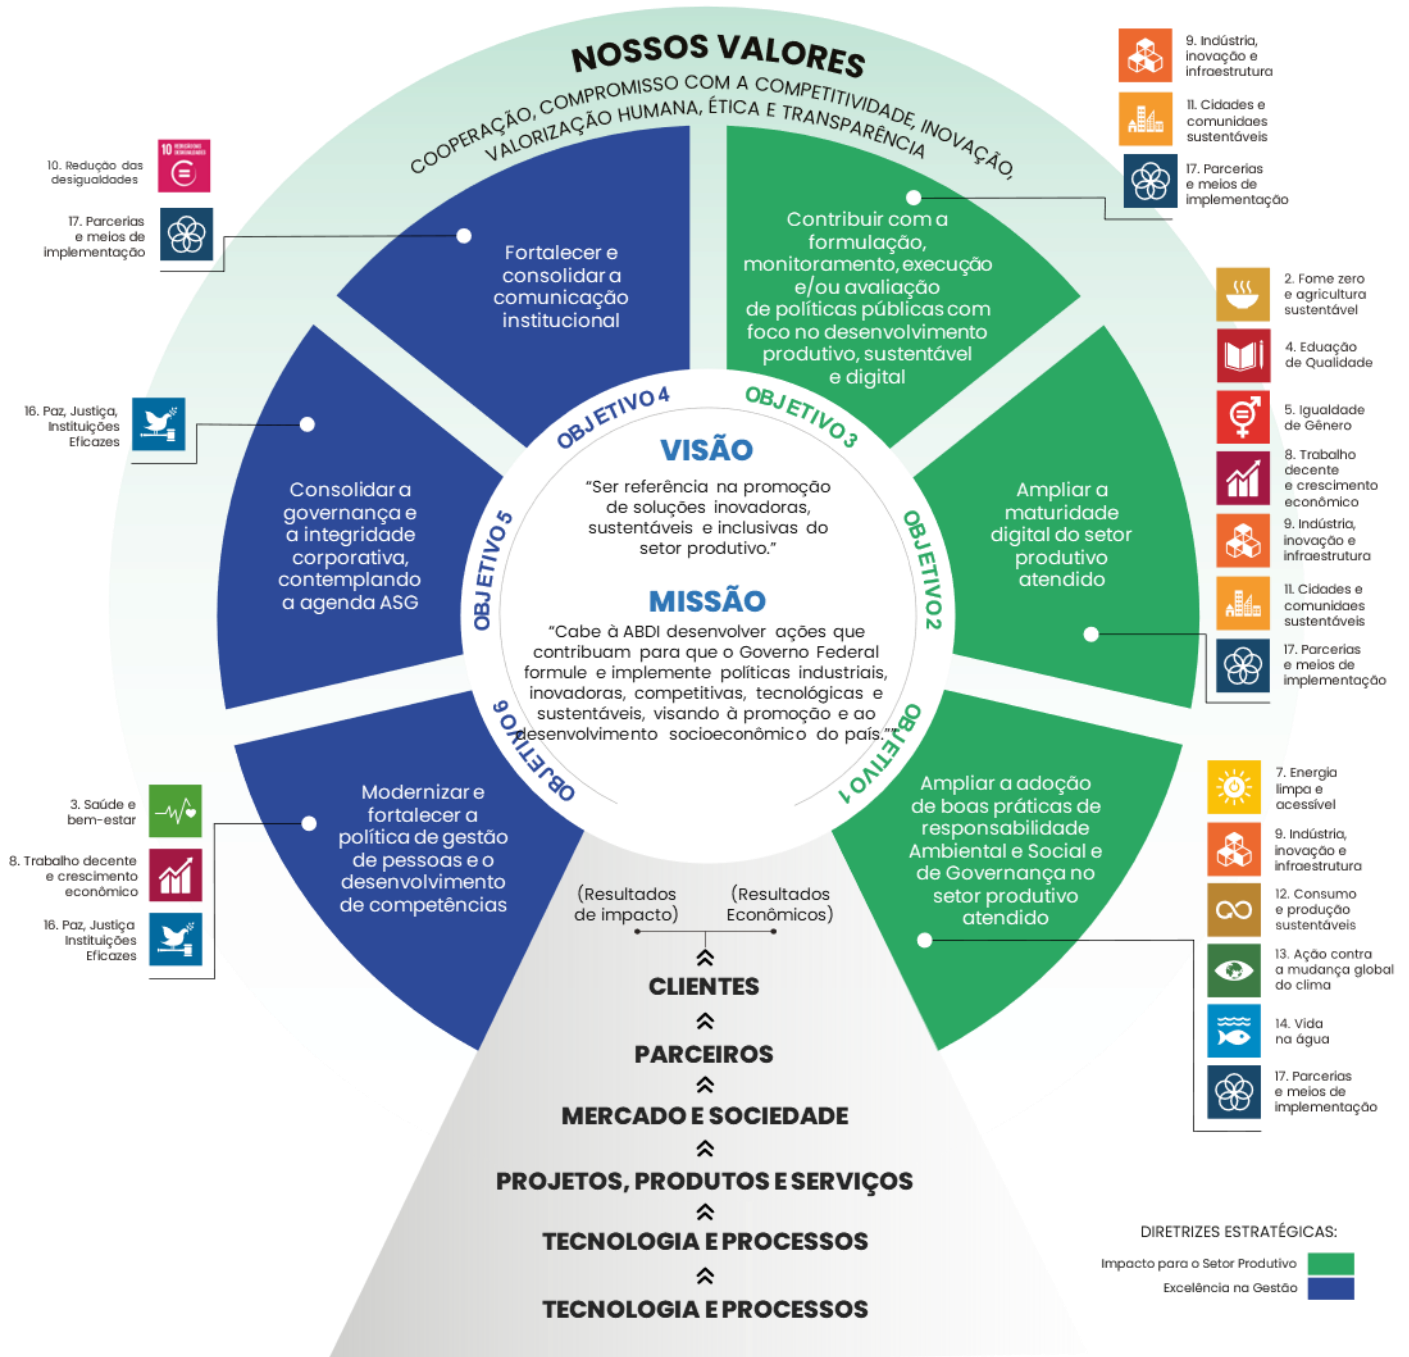 NOSSOS VALORES
COOPERAÇÃO, COMPROMISSO COM A COMPETITIVIDADE, INOVAÇÃO,
VALORIZAÇÃO HUMANA, ÉTICA E TRANSPARÊNCIA
10. Redução das
desigualdades
10 REDUÇÃO DAS
DESIGUALDADES
17. Parcerias
e meios de
implementação
Fortalecer e
consolidar a
comunicação
institucional
OBJETIVO 4
16. Paz, Justiça,
Instituições
Eficazes
Consolidar a
governança e
a integridade
corporativa,
contemplando
a agenda ASG
OBJETIVO 5
3. Saúde e
bem-estar
8. Trabalho decente
e crescimento
econômico
16. Paz, Justiça
Instituições
Eficazes
Modernizar e
fortalecer a
política de gestão
de pessoas e o
desenvolvimento
de competências
OBJETIVO 6
9. Indústria,
inovação e
infraestrutura
11. Cidades e
comunidaes
sustentáveis
17. Parcerias
e meios de
implementação
Contribuir com a
formulação,
monitoramento, execução
e/ou avaliação
de políticas públicas com
foco no desenvolvimento
produtivo, sustentável
e digital
OBJETIVO 3
2. Fome zero
e agricultura
sustentável
4. Eduação
de Qualidade
5. Igualdade
de Gênero
8. Trabalho
decente
e crescimento
econômico
9. Indústria,
inovação e
infraestrutura
11. Cidades e
comunidaes
sustentáveis
17. Parcerias
e meios de
implementação
Ampliar a
maturidade
digital do setor
produtivo
atendido
OBJETIVO 2
7. Energia
limpa e
acessível
9. Indústria,
inovação e
infraestrutura
12. Consumo
e produção
sustentáveis
13. Ação contra
a mudança global
do clima
14. Vida
na água
17. Parcerias
e meios de
implementação
Ampliar a adoção
de boas práticas de
responsabilidade
Ambiental e Social e
de Governança no
setor produtivo
atendido
OBJETIVO 1
VISÃO
“Ser referência na promoção
de soluções inovadoras,
sustentáveis e inclusivas do
setor produtivo.”
MISSÃO
“Cabe à ABDI desenvolver ações que
contribuam para que o Governo Federal
formule e implemente políticas industriais,
inovadoras, competitivas, tecnológicas e
sustentáveis, visando à promoção e ao
desenvolvimento socioeconômico do país.””
(Resultados
de impacto)
(Resultados
Econômicos)
CLIENTES
PARCEIROS
MERCADO E SOCIEDADE
PROJETOS, PRODUTOS E SERVIÇOS
TECNOLOGIA E PROCESSOS
TECNOLOGIA E PROCESSOS
DIRETRIZES ESTRATÉGICAS:
Impacto para o Setor Produtivo
Excelência na Gestão